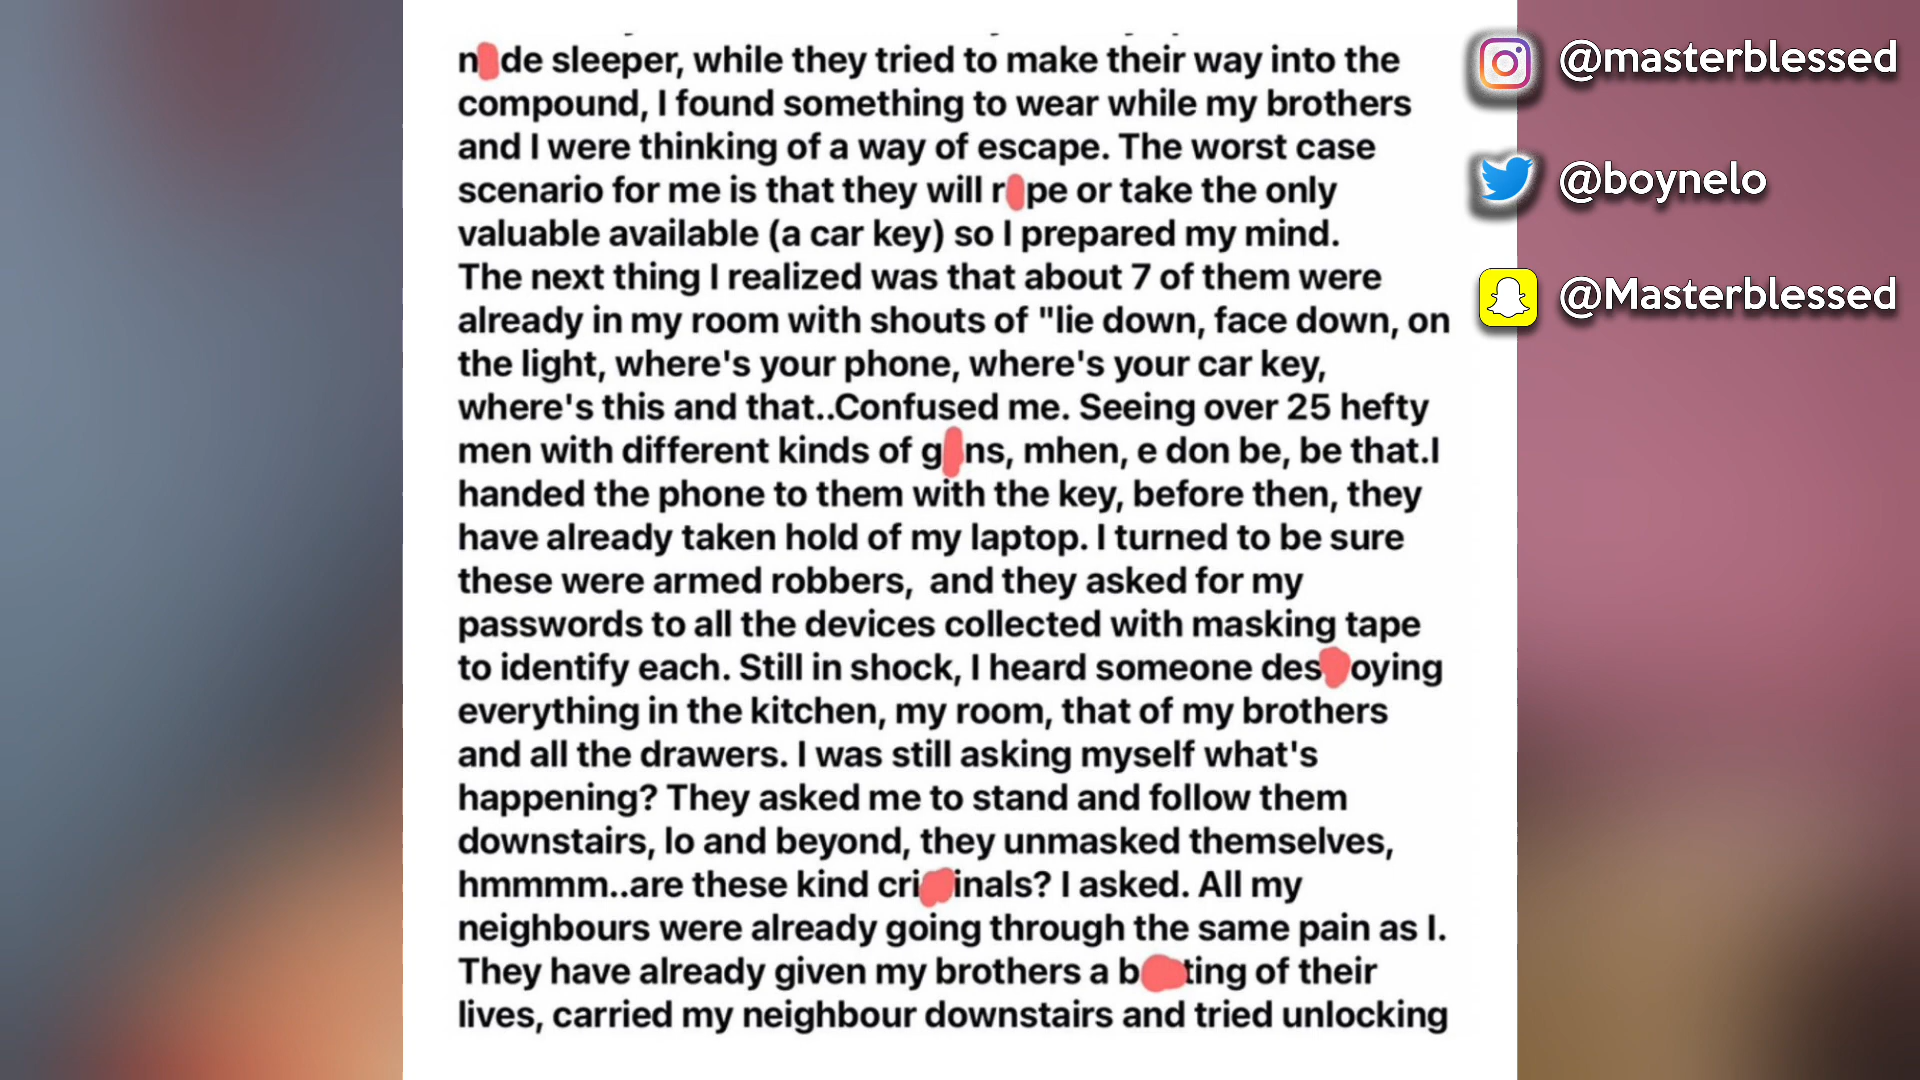 n de sleeper, while they tried to make their way into the
compound, I found something to wear while my brothers
and I were thinking of a way of escape. The worst case
scenario for me is that they will r pe or take the only
valuable available (a car key) so I prepared my mind.
The next thing I realized was that about 7 of them were
already in my room with shouts of "lie down, face down, on
the light, where's your phone, where's your car key,
where's this and that..Confused me. Seeing over 25 hefty
men with different kinds of g ns, mhen, e don be, be that.I
handed the phone to them with the key, before then, they
have already taken hold of my laptop. I turned to be sure
these were armed robbers,  and they asked for my
passwords to all the devices collected with masking tape
to identify each. Still in shock, I heard someone des oying
everything in the kitchen, my room, that of my brothers
and all the drawers. I was still asking myself what's
happening? They asked me to stand and follow them
downstairs, lo and beyond, they unmasked themselves,
hmmmm..are these kind cri inals? I asked. All my
neighbours were already going through the same pain as I.
They have already given my brothers a b ting of their
lives, carried my neighbour downstairs and tried unlocking
@masterblessed
@boynelo
@Masterblessed